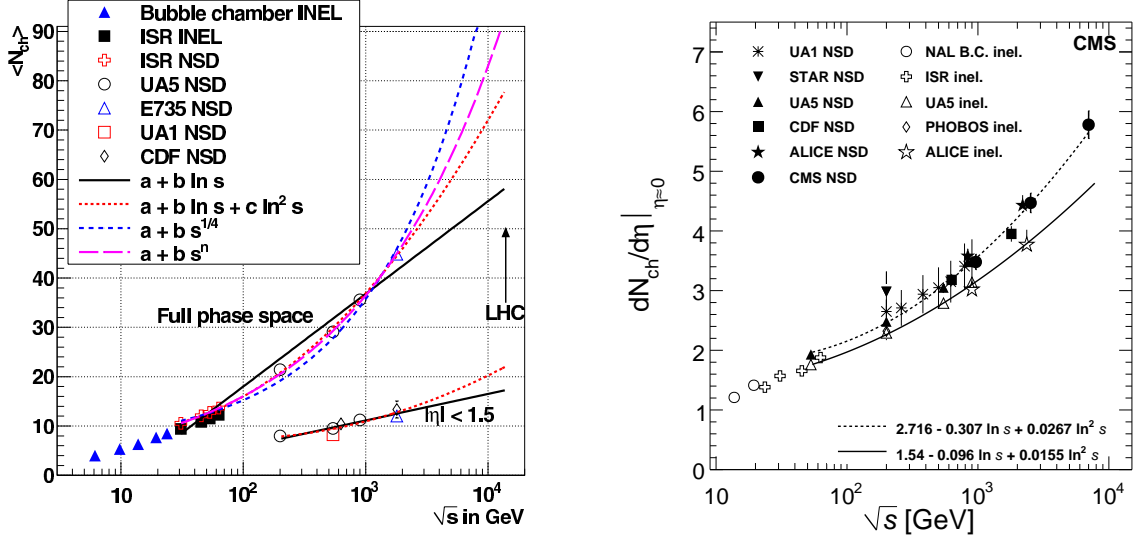 <N_ch>
90
80
70
60
50
40
30
20
10
0
Bubble chamber INEL
ISR INEL
ISR NSD
UA5 NSD
E735 NSD
UA1 NSD
CDF NSD
a + b ln s
a + b ln s + c ln² s
a + b s^1/4
a + b s^n
Full phase space
LHC
|η| < 1.5
10
10²
10³
10⁴
√s in GeV
dN_ch/dη|η≈0
7
6
5
4
3
2
1
0
CMS
UA1 NSD
STAR NSD
UA5 NSD
CDF NSD
ALICE NSD
CMS NSD
NAL B.C. inel.
ISR inel.
UA5 inel.
PHOBOS inel.
ALICE inel.
2.716 - 0.307 ln s + 0.0267 ln² s
1.54 - 0.096 ln s + 0.0155 ln² s
10
10²
10³
10⁴
√s [GeV]